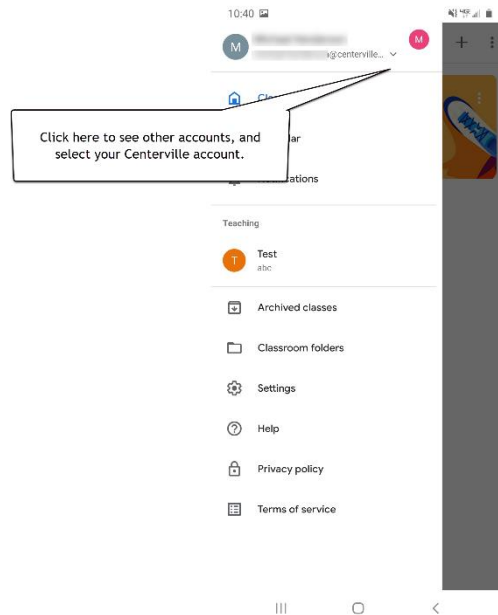 10:40
M
M
@centerville...
Click here to see other accounts, and
select your Centerville account.
Teaching
T
Test
abc
Archived classes
Classroom folders
Settings
Help
Privacy policy
Terms of service